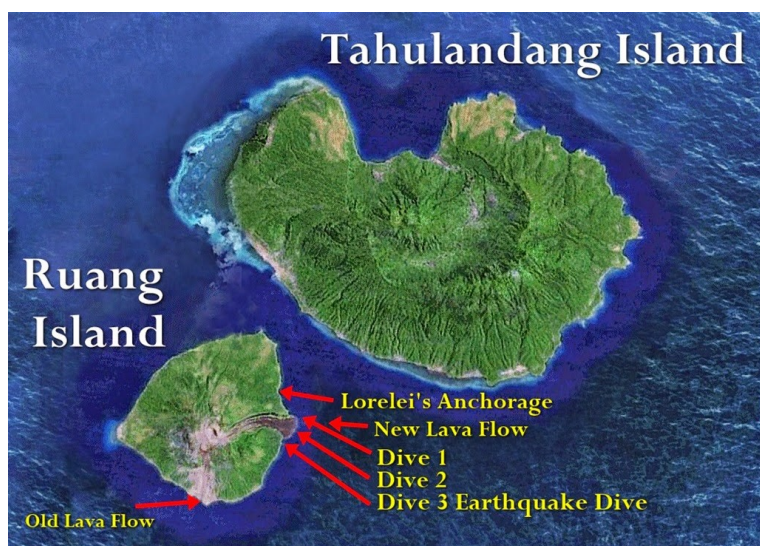 Tahulandang Island
Ruang
Island
Lorelei's Anchorage
New Lava Flow
Dive 1
Dive 2
Dive 3 Earthquake Dive
Old Lava Flow